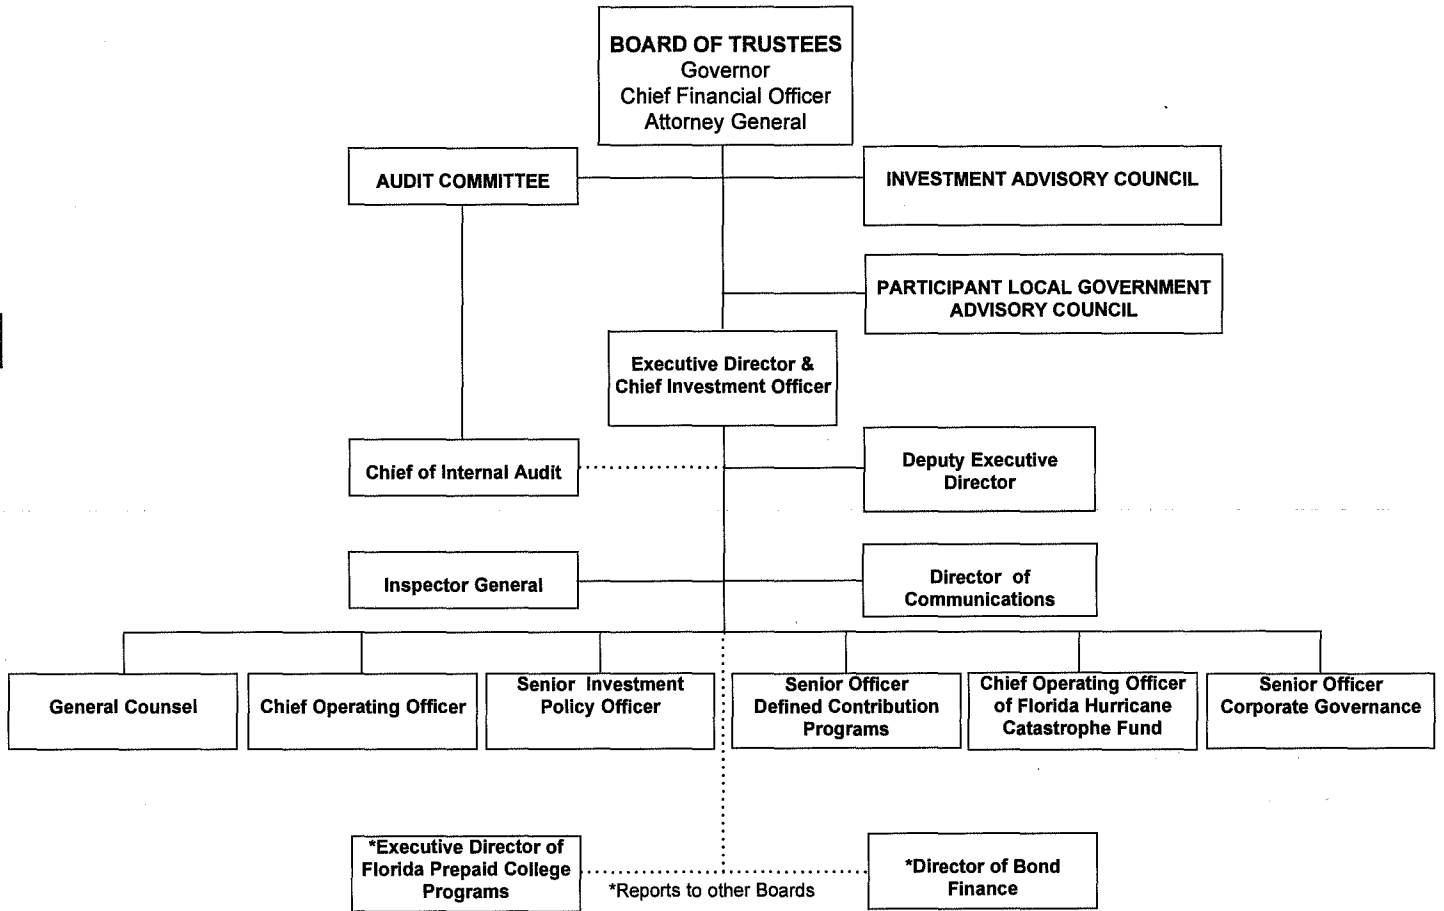 BOARD OF TRUSTEES
Governor
Chief Financial Officer
Attorney General
AUDIT COMMITTEE
INVESTMENT ADVISORY COUNCIL
PARTICIPANT LOCAL GOVERNMENT
ADVISORY COUNCIL
Executive Director &
Chief Investment Officer
Chief of Internal Audit
Deputy Executive
Director
Inspector General
Director of
Communications
General Counsel
Chief Operating Officer
Senior Investment
Policy Officer
Senior Officer
Defined Contribution
Programs
Chief Operating Officer
of Florida Hurricane
Catastrophe Fund
Senior Officer
Corporate Governance
*Executive Director of
Florida Prepaid College
Programs
*Reports to other Boards
*Director of Bond
Finance